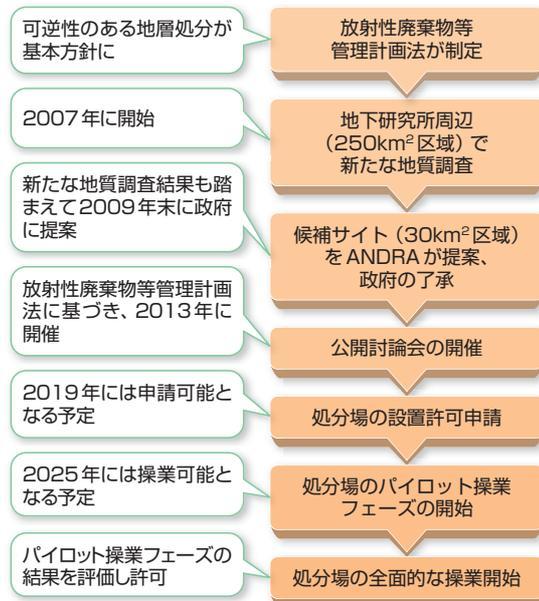 可逆性のある地層処分が
基本方針に
放射性廃棄物等
管理計画法が制定
2007年に開始
地下研究所周辺
（250km²区域）で
新たな地質調査
新たな地質調査結果も踏
まえて2009年末に政府
に提案
候補サイト（30km²区域）
をANDRAが提案、
政府の了承
放射性廃棄物等管理計画
法に基づき、2013年に
開催
公開討論会の開催
2019年には申請可能と
なる予定
処分場の設置許可申請
2025年には操業可能と
なる予定
処分場のパイロット操業
フェーズの開始
パイロット操業フェーズの
結果を評価し許可
処分場の全面的な操業開始